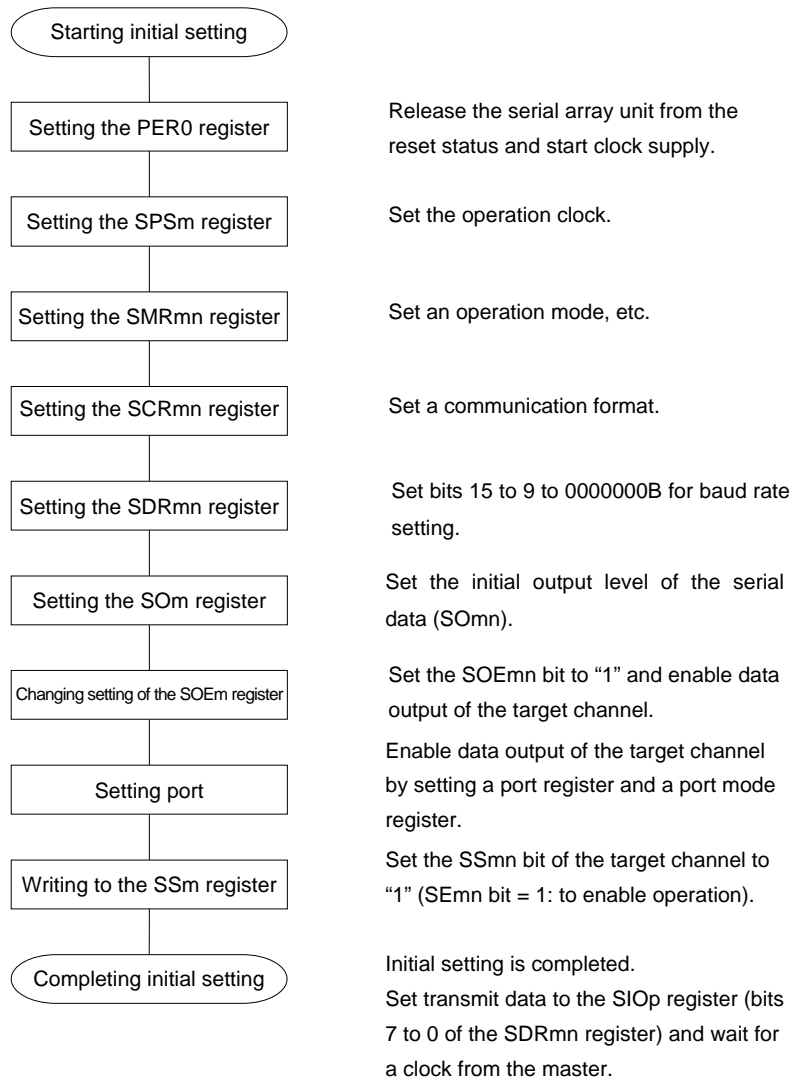 Starting initial setting
Setting the PER0 register
Release the serial array unit from the
reset status and start clock supply.
Setting the SPSm register
Set the operation clock.
Setting the SMRmn register
Set an operation mode, etc.
Setting the SCRmn register
Set a communication format.
Setting the SDRmn register
Set bits 15 to 9 to 0000000B for baud rate
setting.
Setting the SOm register
Set the initial output level of the serial
data (SOmn).
Changing setting of the SOEm register
Set the SOEmn bit to “1” and enable data
output of the target channel.
Setting port
Enable data output of the target channel
by setting a port register and a port mode
register.
Writing to the SSm register
Set the SSmn bit of the target channel to
“1” (SEmn bit = 1: to enable operation).
Completing initial setting
Initial setting is completed.
Set transmit data to the SIOp register (bits
7 to 0 of the SDRmn register) and wait for
a clock from the master.